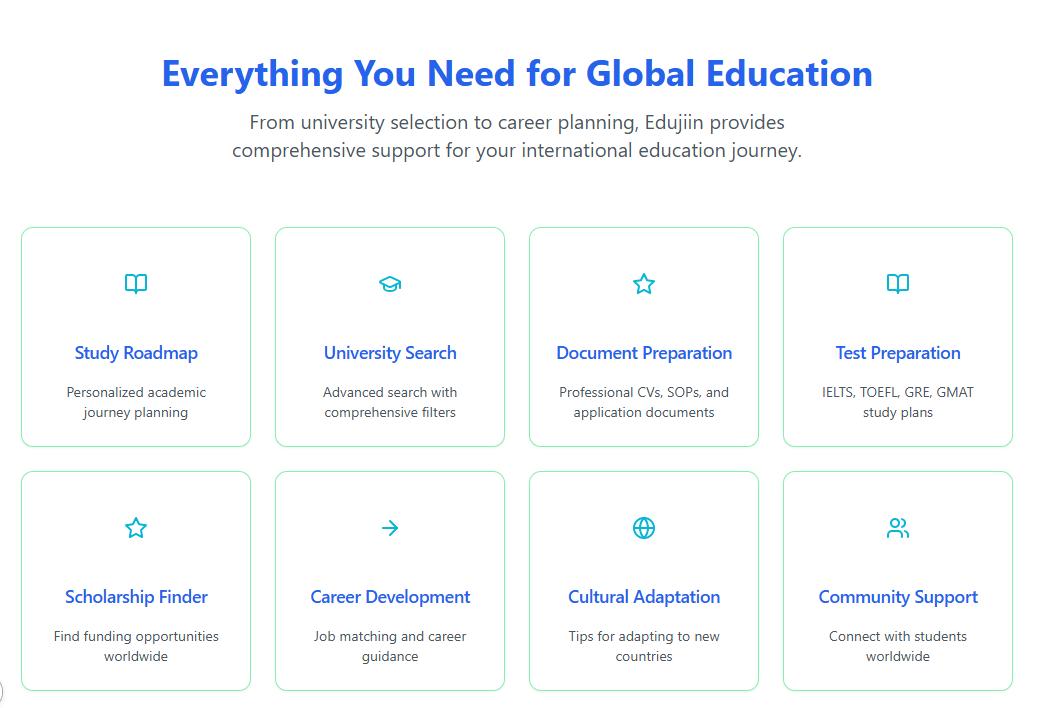 Everything You Need for Global Education
From university selection to career planning, Edujiin provides
comprehensive support for your international education journey.
Study Roadmap
Personalized academic
journey planning
University Search
Advanced search with
comprehensive filters
Document Preparation
Professional CVs, SOPs, and
application documents
Test Preparation
IELTS, TOEFL, GRE, GMAT
study plans
Scholarship Finder
Find funding opportunities
worldwide
Career Development
Job matching and career
guidance
Cultural Adaptation
Tips for adapting to new
countries
Community Support
Connect with students
worldwide